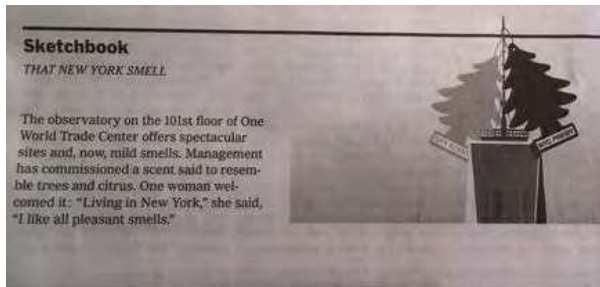 Sketchbook
THAT NEW YORK SMELL
The observatory on the 101st floor of One
World Trade Center offers spectacular
sites and, now, mild smells. Management
has commissioned a scent said to resem-
ble trees and citrus. One woman wel-
comed it: “Living in New York,” she said,
“I like all pleasant smells.”
NYC FRESH